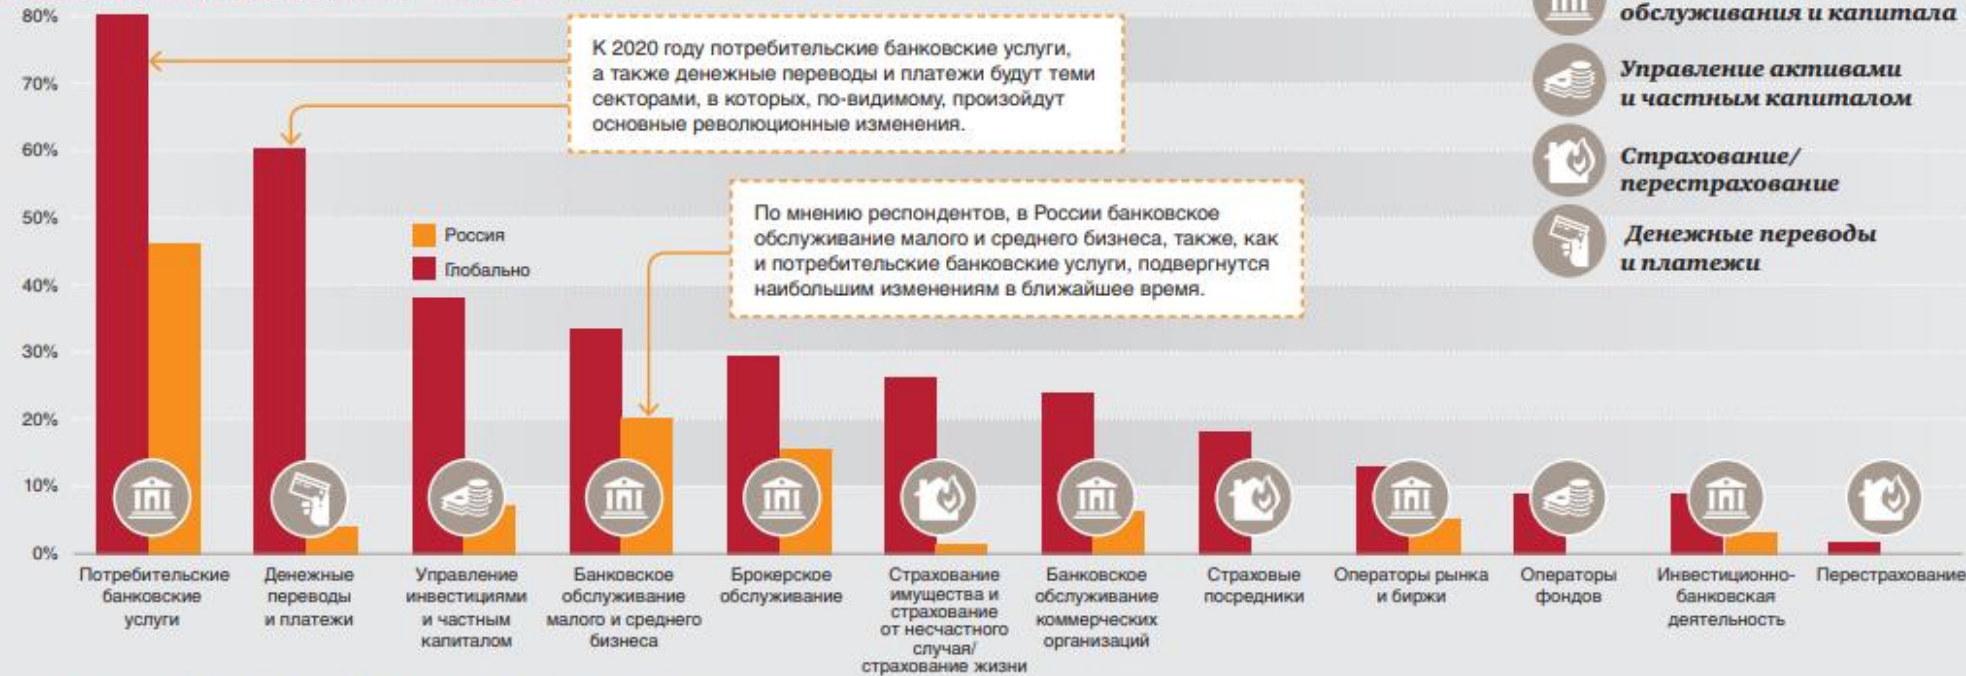 80%
70%
60%
50%
40%
30%
20%
10%
0%
К 2020 году потребительские банковские услуги,
а также денежные переводы и платежи будут теми
секторами, в которых, по-видимому, произойдут
основные революционные изменения.
По мнению респондентов, в России банковское
обслуживание малого и среднего бизнеса, также, как
и потребительские банковские услуги, подвергнутся
наибольшим изменениям в ближайшее время.
Россия
Глобально
обслуживания и капитала
Управление активами
и частным капиталом
Страхование/
перестрахование
Денежные переводы
и платежи
Потребительские
банковские
услуги
Денежные
переводы
и платежи
Управление
инвестициями
и частным
капиталом
Банковское
обслуживание
малого и среднего
бизнеса
Брокерское
обслуживание
Страхование
имущества и
страхование
от несчастного
случая/
страхование жизни
Банковское
обслуживание
коммерческих
организаций
Страховые
посредники
Операторы рынка
и биржи
Операторы
фондов
Инвестиционно-
банковская
деятельность
Перестрахование